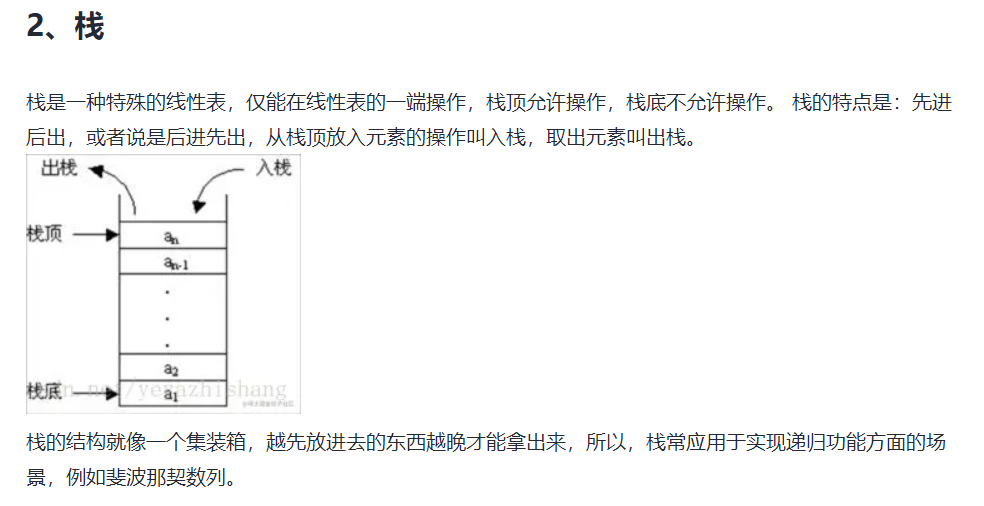 2、栈
栈是一种特殊的线性表，仅能在线性表的一端操作，栈顶允许操作，栈底不允许操作。 栈的特点是：先进
后出，或者说是后进先出，从栈顶放入元素的操作叫入栈，取出元素叫出栈。
出栈 入栈
栈顶 an
an-1
.
.
.
a2
栈底 a1
栈的结构就像一个集装箱，越先放进去的东西越晚才能拿出来，所以，栈常应用于实现递归功能方面的场
景，例如斐波那契数列。